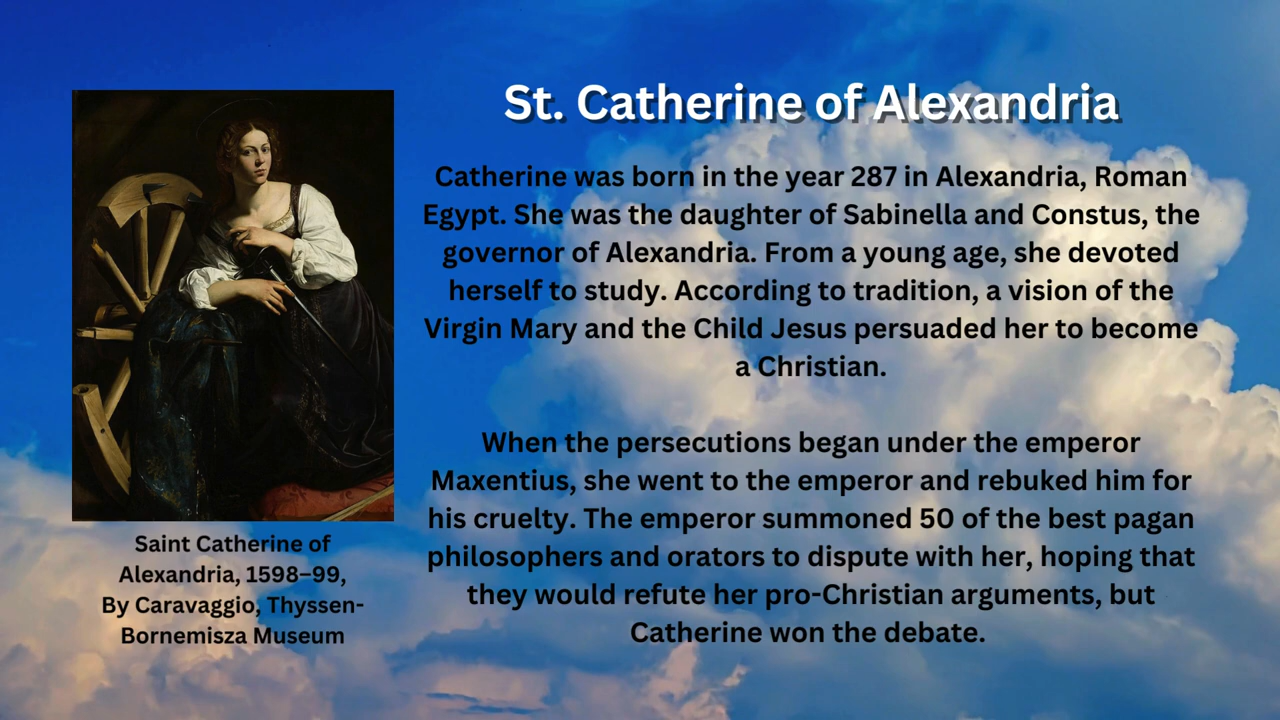 St. Catherine of Alexandria
Catherine was born in the year 287 in Alexandria, Roman
Egypt. She was the daughter of Sabinella and Constus, the
governor of Alexandria. From a young age, she devoted
herself to study. According to tradition, a vision of the
Virgin Mary and the Child Jesus persuaded her to become
a Christian.
When the persecutions began under the emperor
Maxentius, she went to the emperor and rebuked him for
his cruelty. The emperor summoned 50 of the best pagan
philosophers and orators to dispute with her, hoping that
they would refute her pro-Christian arguments, but
Catherine won the debate.
Saint Catherine of
Alexandria, 1598–99,
By Caravaggio, Thyssen-
Bornemisza Museum